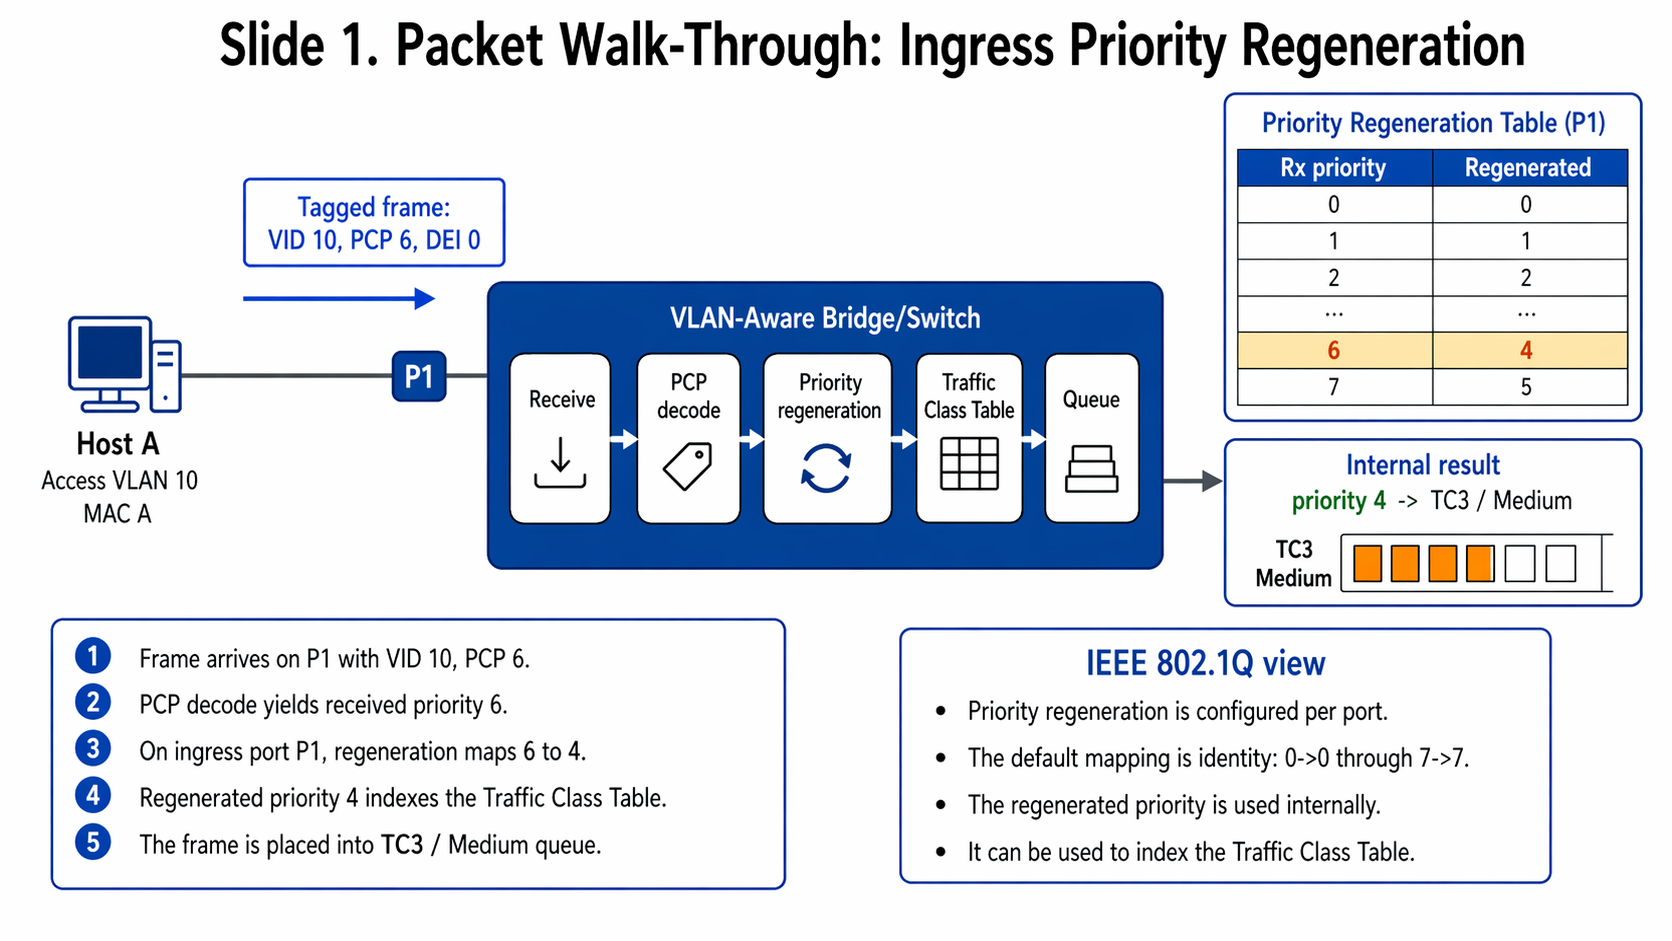 Slide 1. Packet Walk-Through: Ingress Priority Regeneration
Tagged frame:
VID 10, PCP 6, DEI 0
Host A
Access VLAN 10
MAC A
P1
VLAN-Aware Bridge/Switch
Receive
PCP
decode
Priority
regeneration
Traffic
Class Table
Queue
Priority Regeneration Table (P1)
Rx priority Regenerated
0 0
1 1
2 2
... ...
6 4
7 5
Internal result
priority 4 -> TC3 / Medium
TC3
Medium
1 Frame arrives on P1 with VID 10, PCP 6.
2 PCP decode yields received priority 6.
3 On ingress port P1, regeneration maps 6 to 4.
4 Regenerated priority 4 indexes the Traffic Class Table.
5 The frame is placed into TC3 / Medium queue.
IEEE 802.1Q view
• Priority regeneration is configured per port.
• The default mapping is identity: 0->0 through 7->7.
• The regenerated priority is used internally.
• It can be used to index the Traffic Class Table.